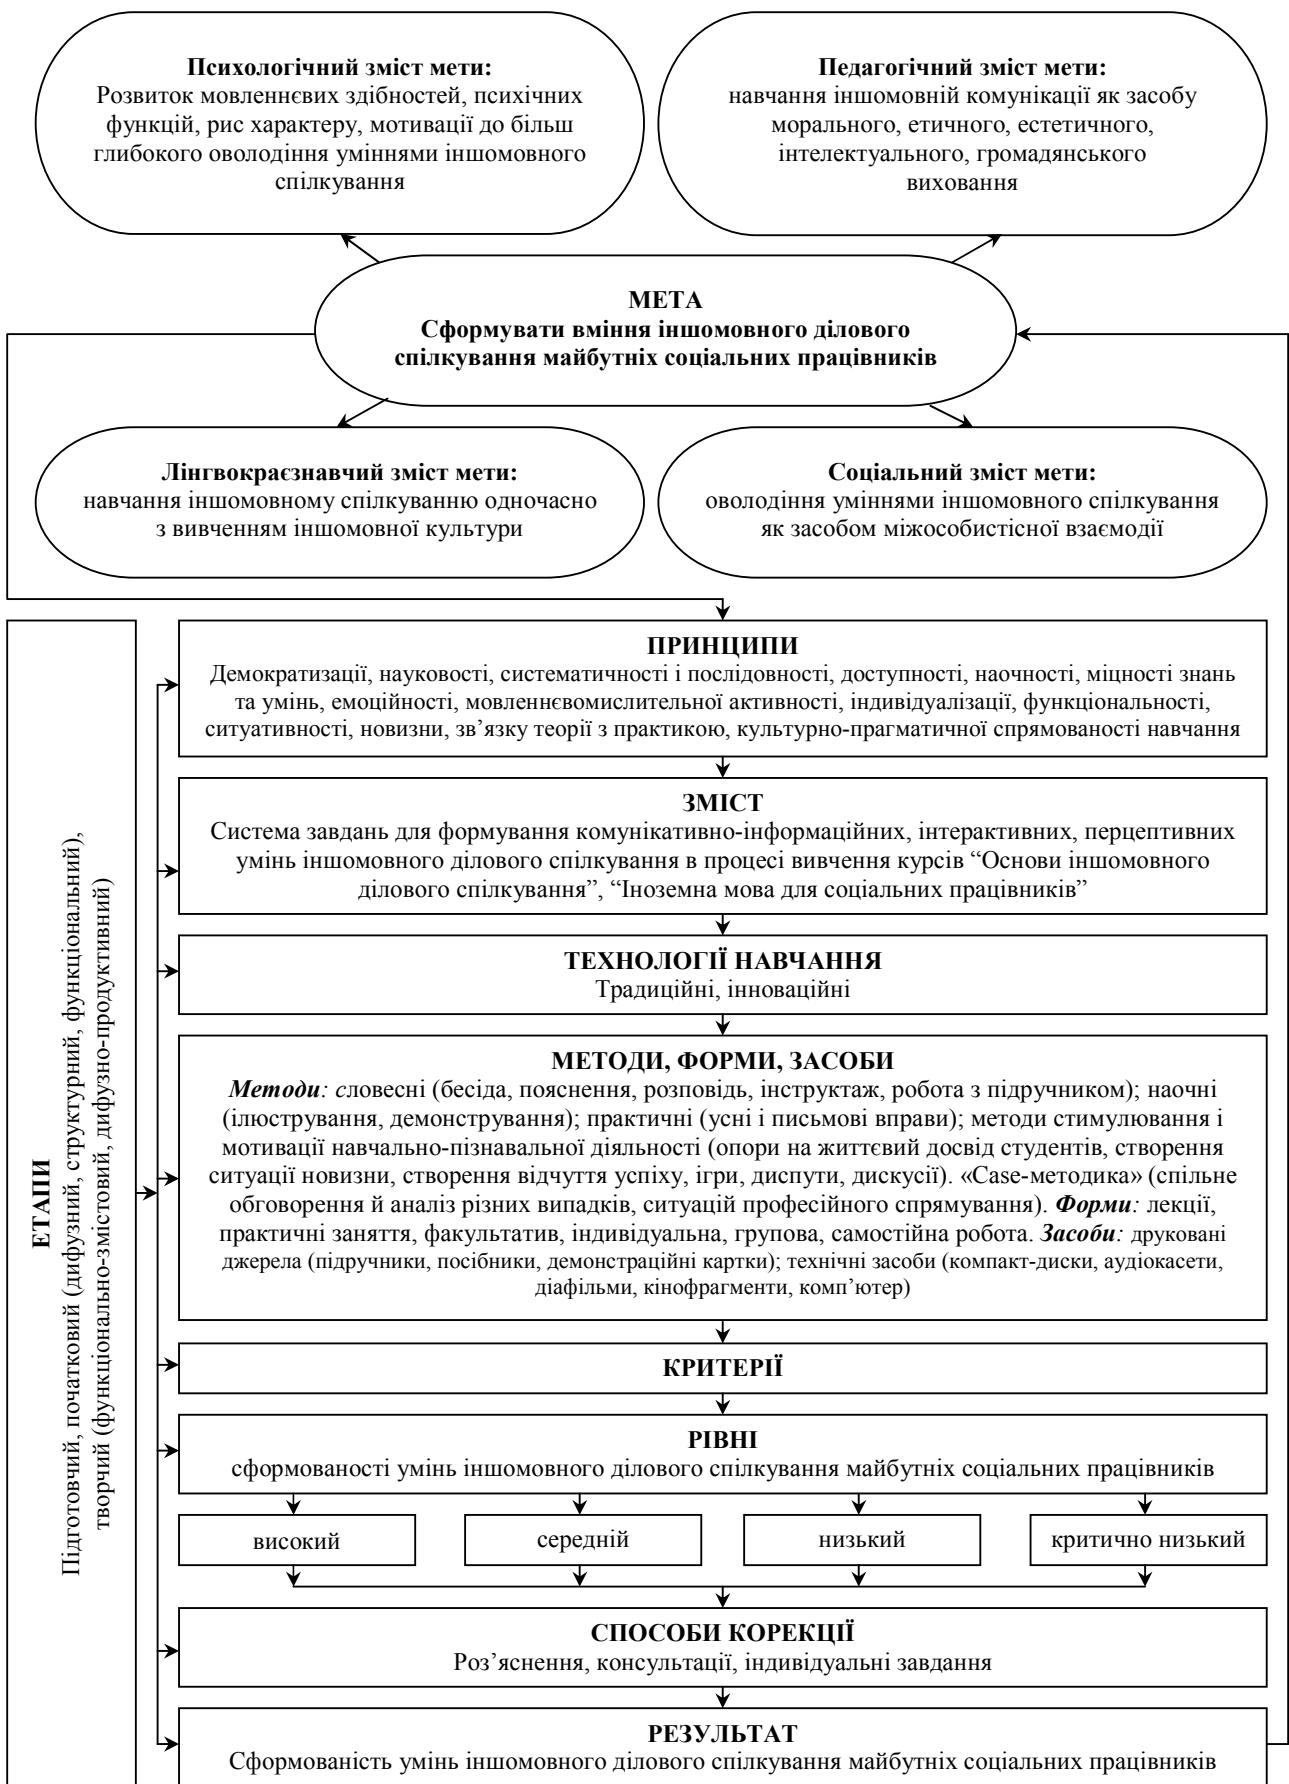 Психологічний зміст мети:
Розвиток мовленнєвих здібностей, психічних
функцій, рис характеру, мотивації до більш
глибокого оволодіння уміннями іншомовного
спілкування
Педагогічний зміст мети:
навчання іншомовній комунікації як засобу
морального, етичного, естетичного,
інтелектуального, громадянського
виховання
МЕТА
Сформувати вміння іншомовного ділового
спілкування майбутніх соціальних працівників
Лінгвокраєзнавчий зміст мети:
навчання іншомовному спілкуванню одночасно
з вивченням іншомовної культури
Соціальний зміст мети:
оволодіння уміннями іншомовного спілкування
як засобом міжособистісної взаємодії
ЕТАПИ
Підготовчий, початковий (дифузний, структурний, функціональний),
творчий (функціонально-змістовий, дифузно-продуктивний)
ПРИНЦИПИ
Демократизації, науковості, систематичності і послідовності, доступності, наочності, міцності знань
та умінь, емоційності, мовленнєвомислительної активності, індивідуалізації, функціональності,
ситуативності, новизни, зв’язку теорії з практикою, культурно-прагматичної спрямованості навчання
ЗМІСТ
Система завдань для формування комунікативно-інформаційних, інтерактивних, перцептивних
умінь іншомовного ділового спілкування в процесі вивчення курсів “Основи іншомовного
ділового спілкування”, “Іноземна мова для соціальних працівників”
ТЕХНОЛОГІЇ НАВЧАННЯ
Традиційні, інноваційні
МЕТОДИ, ФОРМИ, ЗАСОБИ
Методи: словесні (бесіда, пояснення, розповідь, інструктаж, робота з підручником); наочні
(ілюстрування, демонстрування); практичні (усні і письмові вправи); методи стимулювання і
мотивації навчально-пізнавальної діяльності (опори на життєвий досвід студентів, створення
ситуації новизни, створення відчуття успіху, ігри, диспути, дискусії). «Case-методика» (спільне
обговорення й аналіз різних випадків, ситуацій професійного спрямування). Форми: лекції,
практичні заняття, факультатив, індивідуальна, групова, самостійна робота. Засоби: друковані
джерела (підручники, посібники, демонстраційні картки); технічні засоби (компакт-диски, аудіокасети,
діафільми, кінофрагменти, комп’ютер)
КРИТЕРІЇ
РІВНІ
сформованості умінь іншомовного ділового спілкування майбутніх соціальних працівників
високий
середній
низький
критично низький
СПОСОБИ КОРЕКЦІЇ
Роз’яснення, консультації, індивідуальні завдання
РЕЗУЛЬТАТ
Сформованість умінь іншомовного ділового спілкування майбутніх соціальних працівників